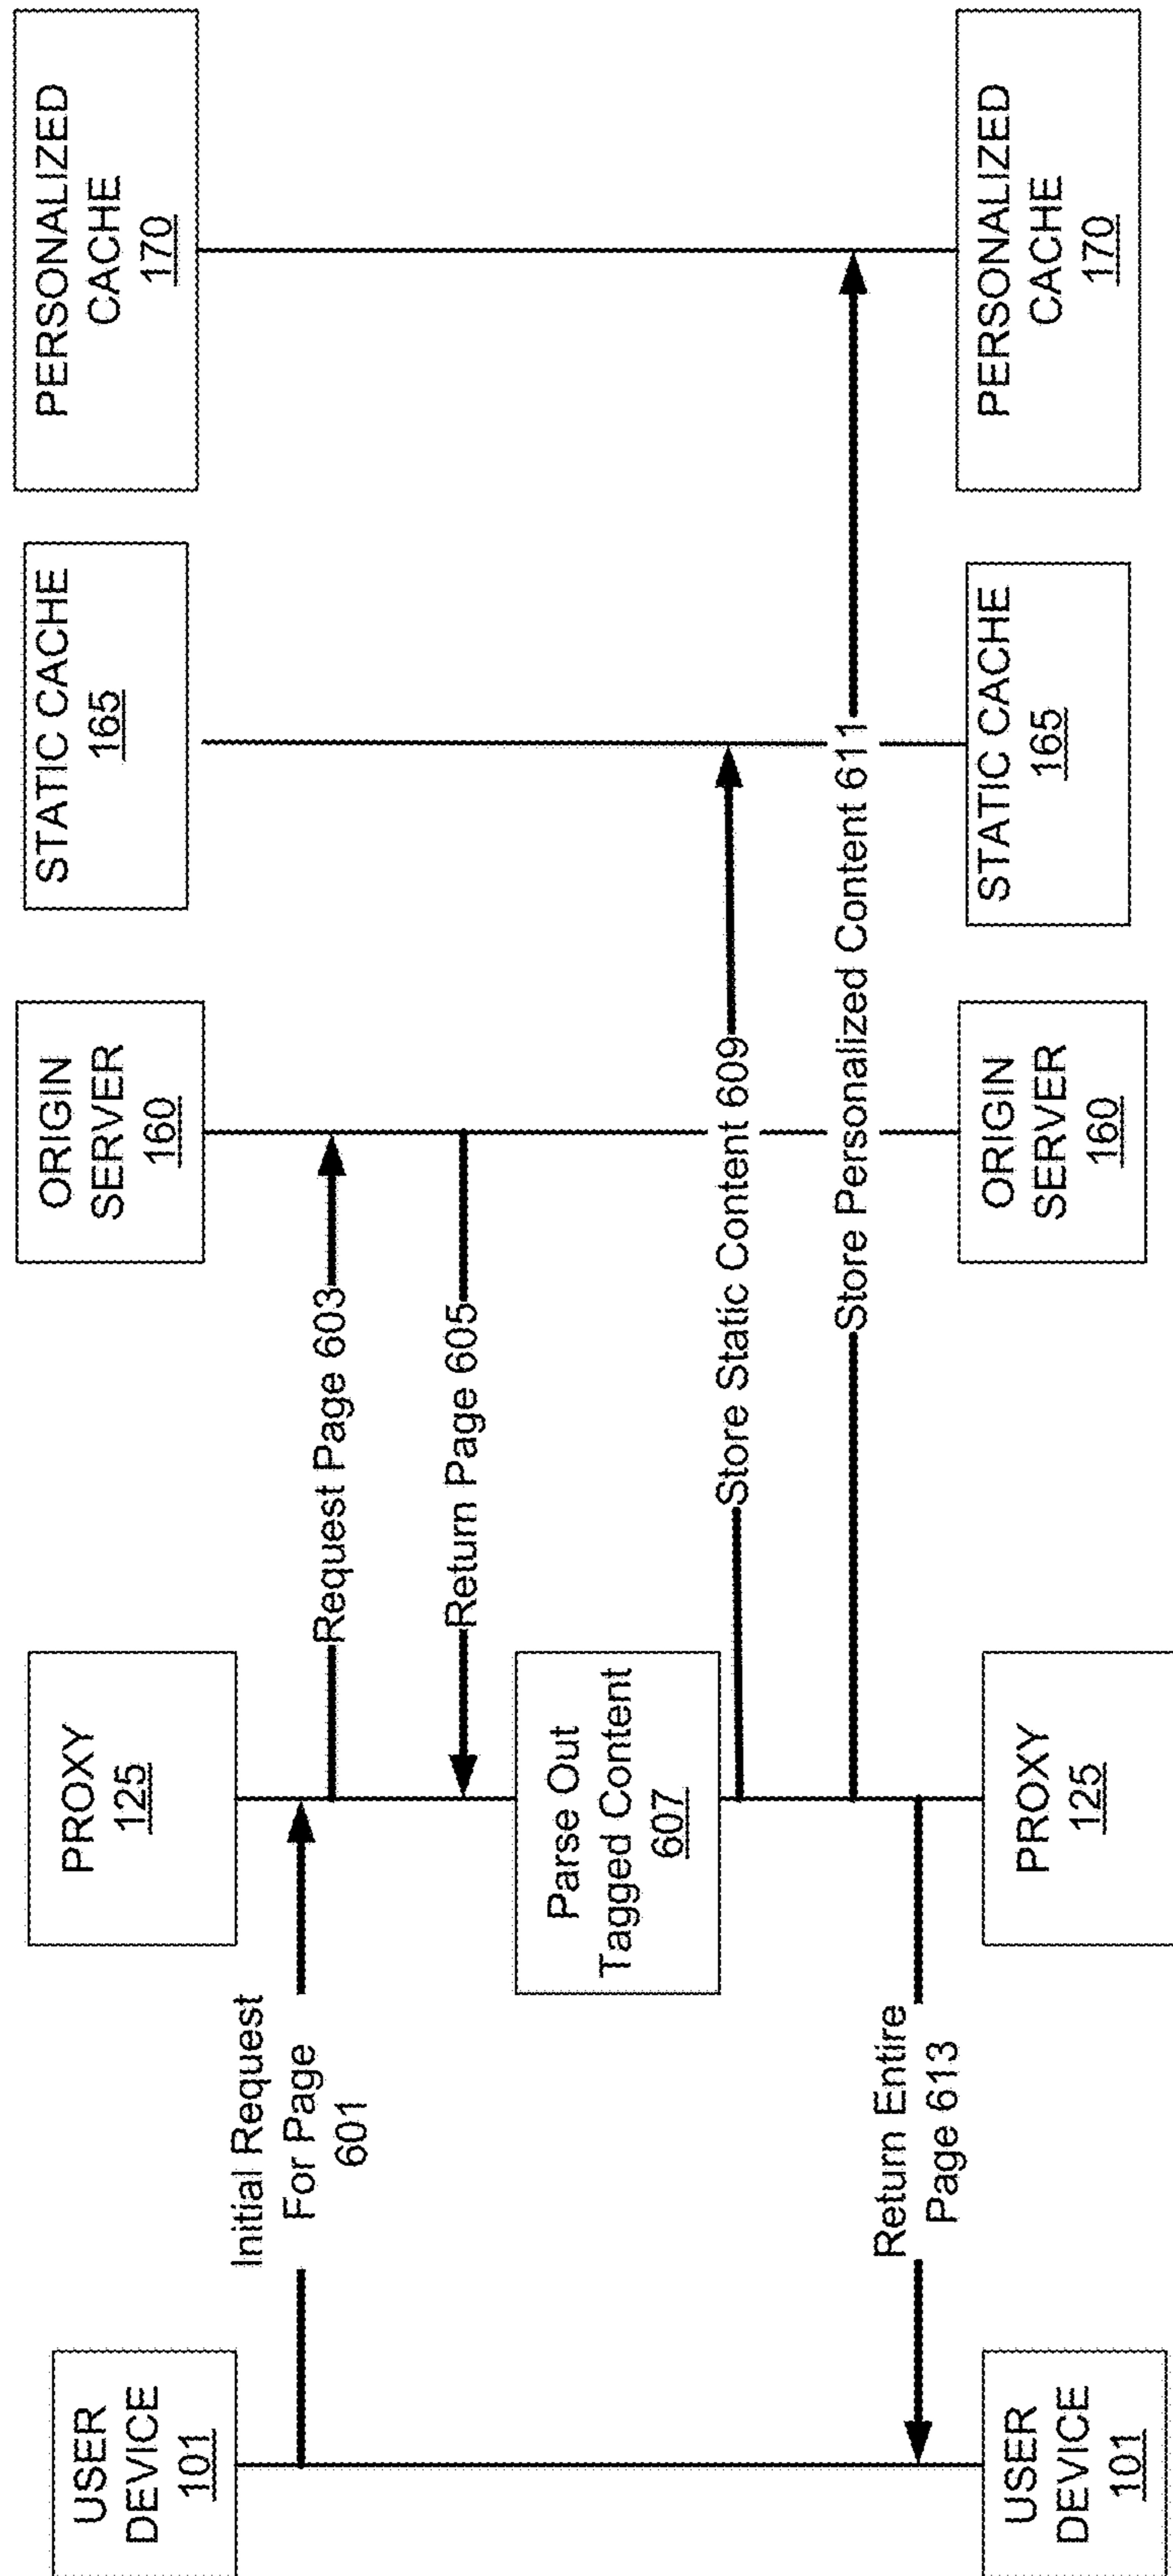 USER
DEVICE
101
PROXY
125
ORIGIN
SERVER
160
STATIC CACHE
165
PERSONALIZED
CACHE
170
Initial Request
For Page
601
Request Page 603
Return Page 605
Parse Out
Tagged Content
607
Store Static Content 609
Store Personalized Content 611
Return Entire
Page 613
USER
DEVICE
101
PROXY
125
ORIGIN
SERVER
160
STATIC CACHE
165
PERSONALIZED
CACHE
170